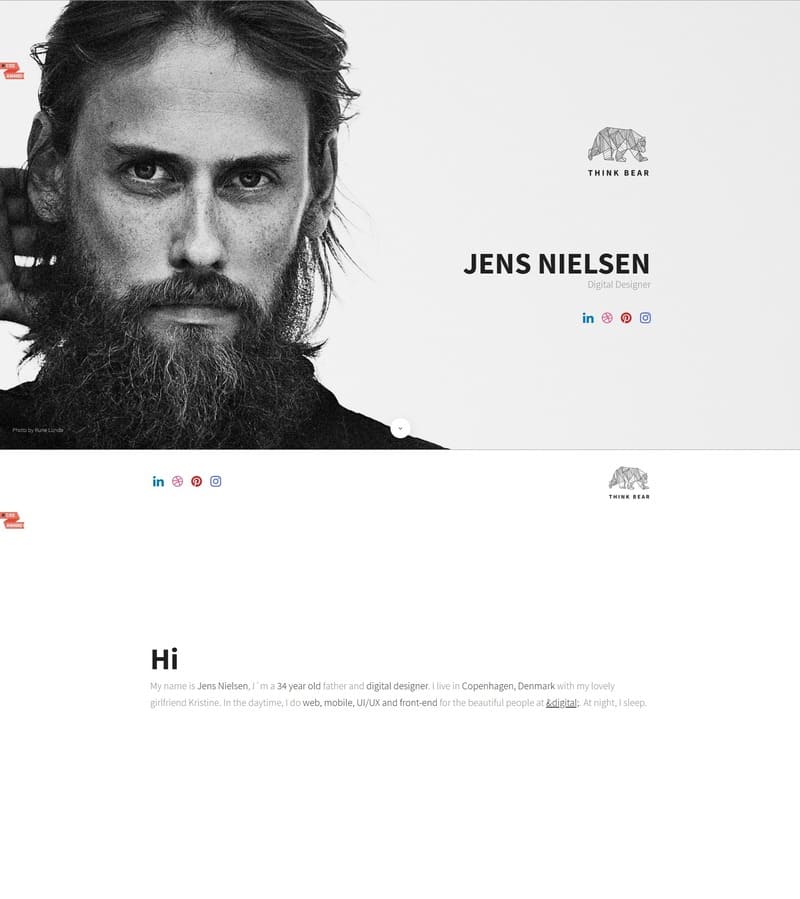 THINK BEAR
JENS NIELSEN
Digital Designer
Photo by Rune Lundø
THINK BEAR
Hi
My name is Jens Nielsen, I´m a 34 year old father and digital designer. I live in Copenhagen, Denmark with my lovely
girlfriend Kristine. In the daytime, I do web, mobile, UI/UX and front-end for the beautiful people at &digital;. At night, I sleep.